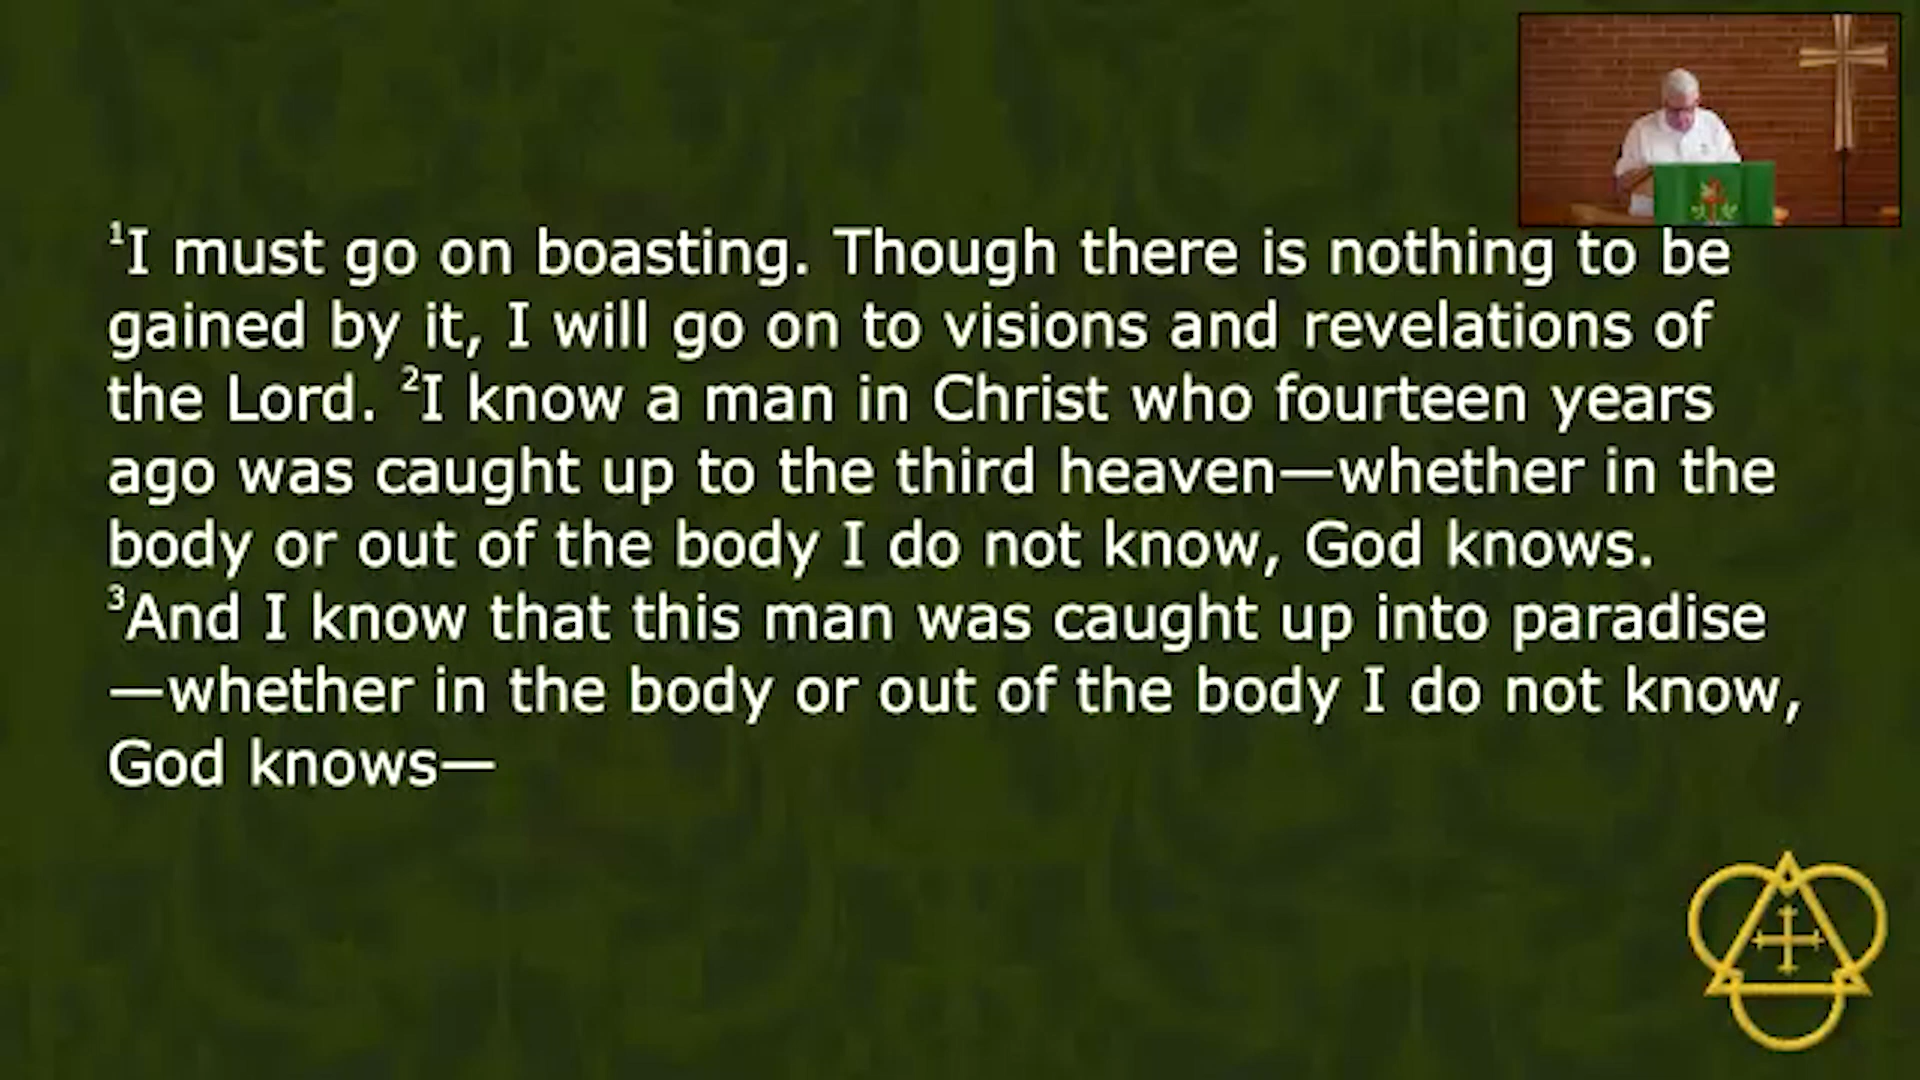 ¹I must go on boasting. Though there is nothing to be
gained by it, I will go on to visions and revelations of
the Lord. ²I know a man in Christ who fourteen years
ago was caught up to the third heaven—whether in the
body or out of the body I do not know, God knows.
³And I know that this man was caught up into paradise
—whether in the body or out of the body I do not know,
God knows—